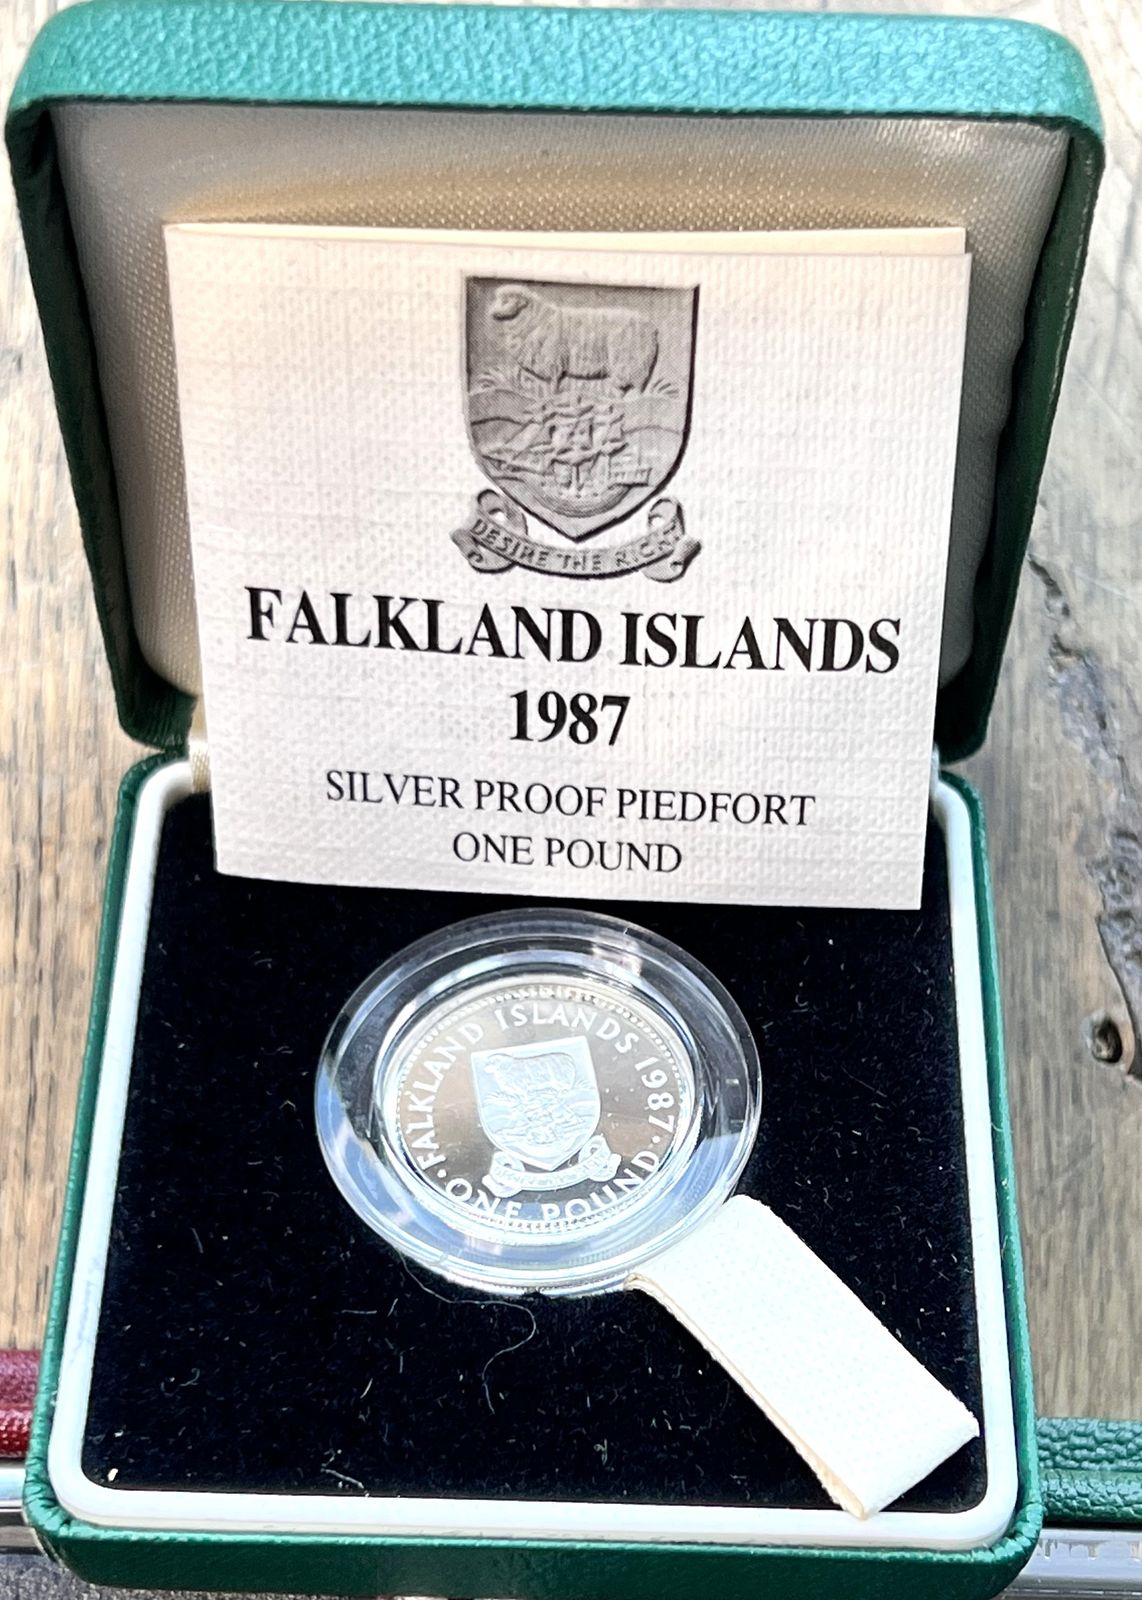 DESIRE THE RIGHT
FALKLAND ISLANDS
1987
SILVER PROOF PIEDFORT
ONE POUND
·FALKLAND ISLANDS 1987·
ONE POUND